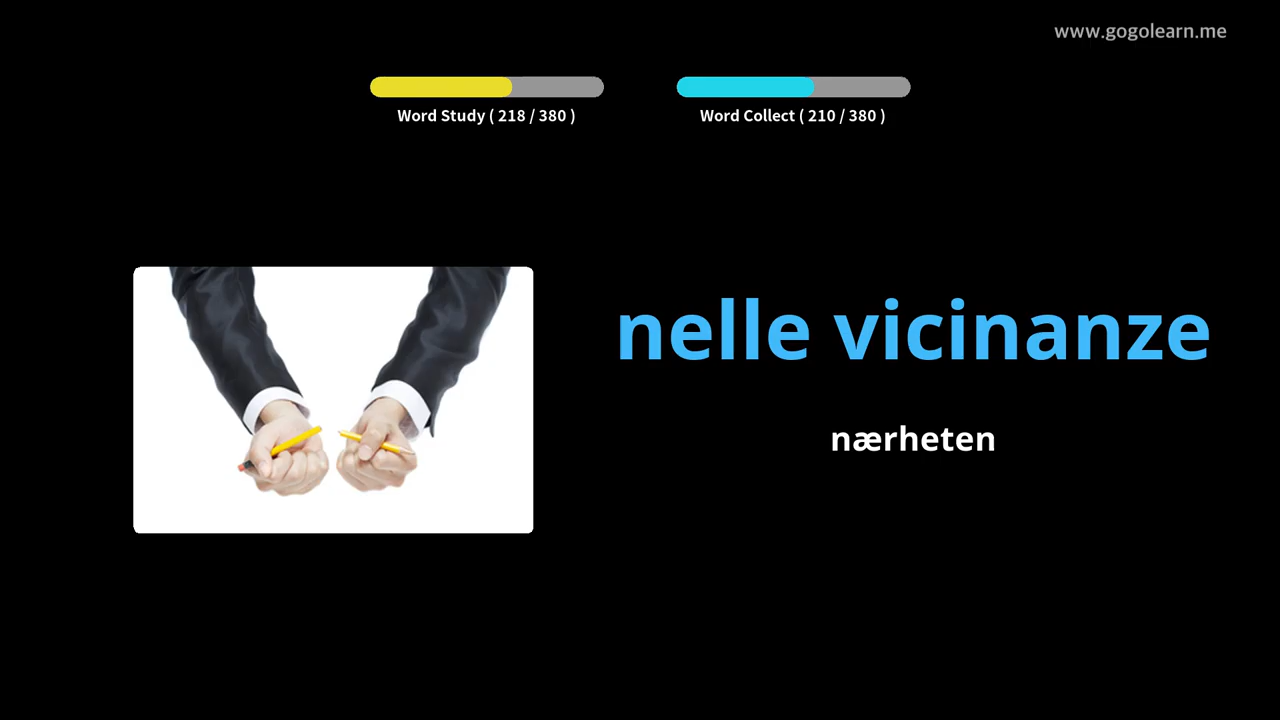 www.gogolearn.me
Word Study ( 218 / 380 )
Word Collect ( 210 / 380 )
nelle vicinanze
nærheten